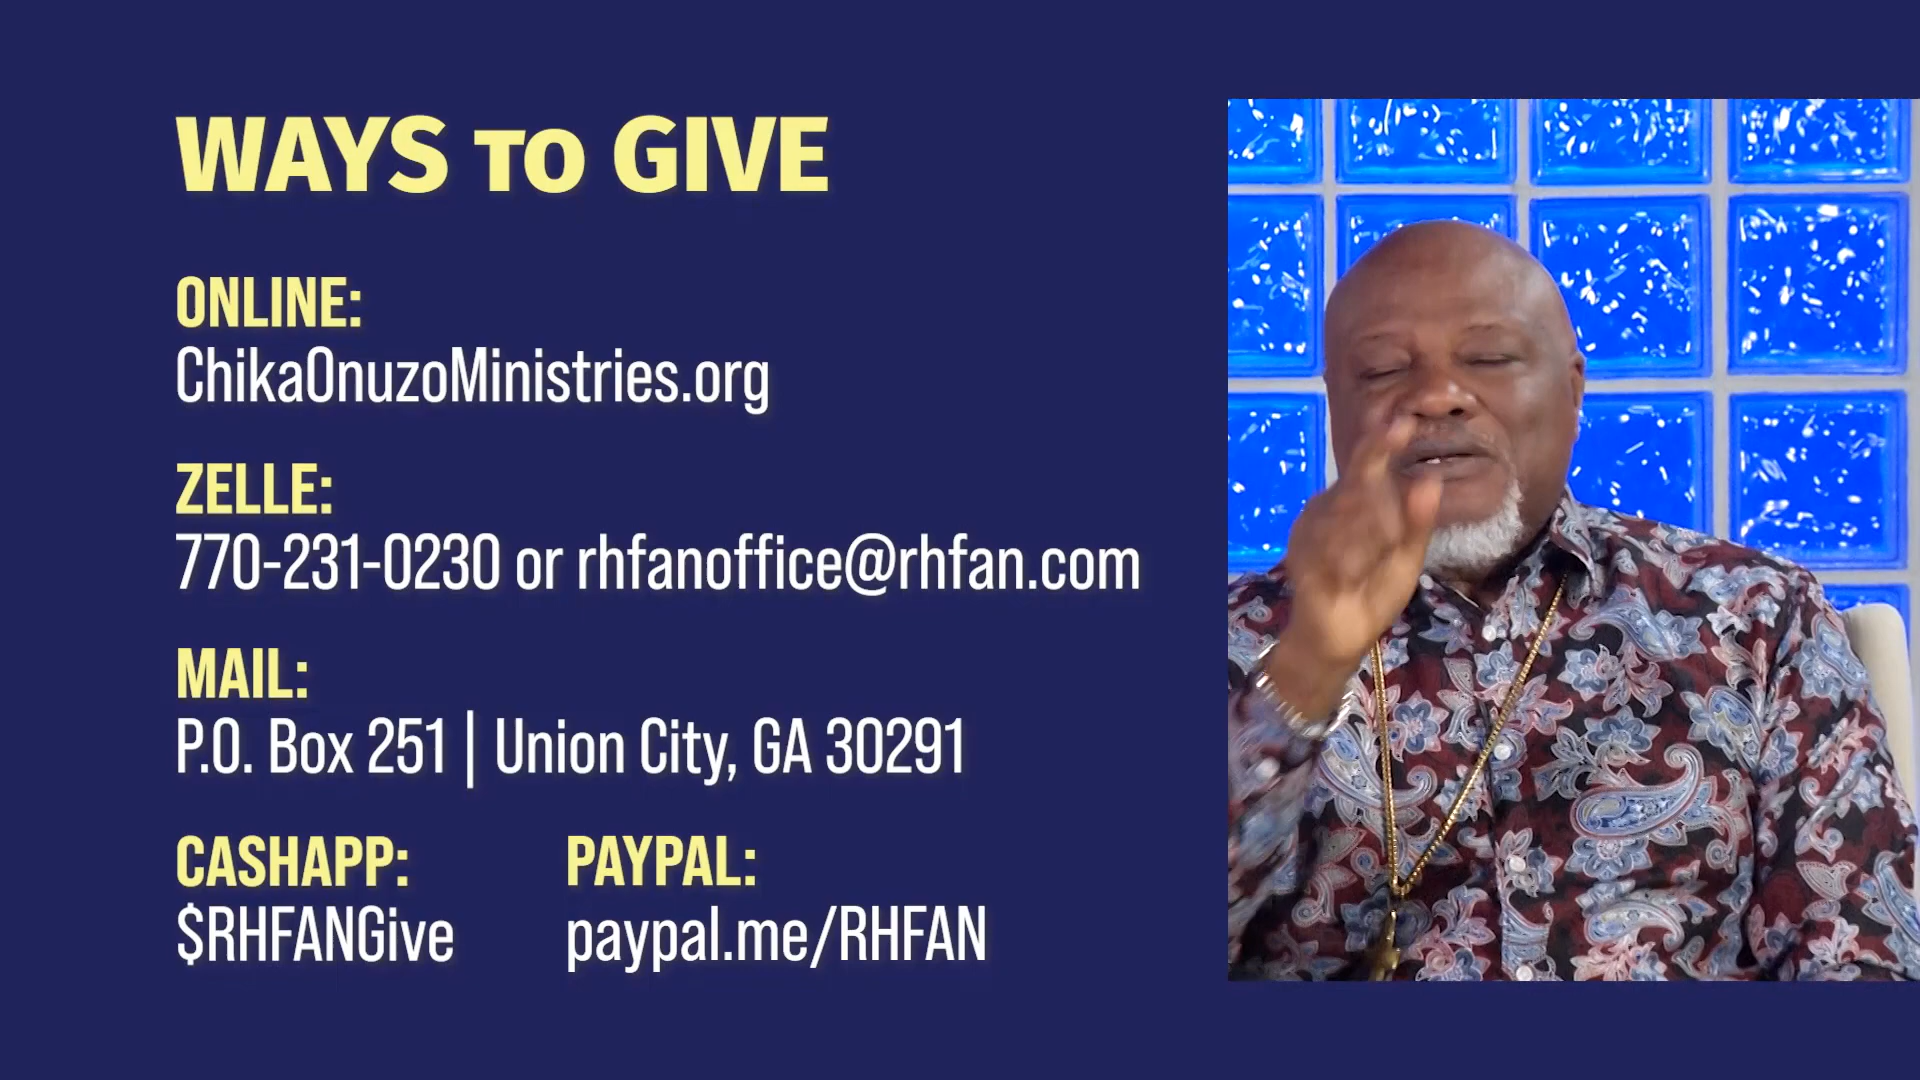 WAYS TO GIVE
ONLINE:
ChikaOnuzoMinistries.org
ZELLE:
770-231-0230 or rhfanoffice@rhfan.com
MAIL:
P.O. Box 251 | Union City, GA 30291
CASHAPP:
$RHFANGive
PAYPAL:
paypal.me/RHFAN